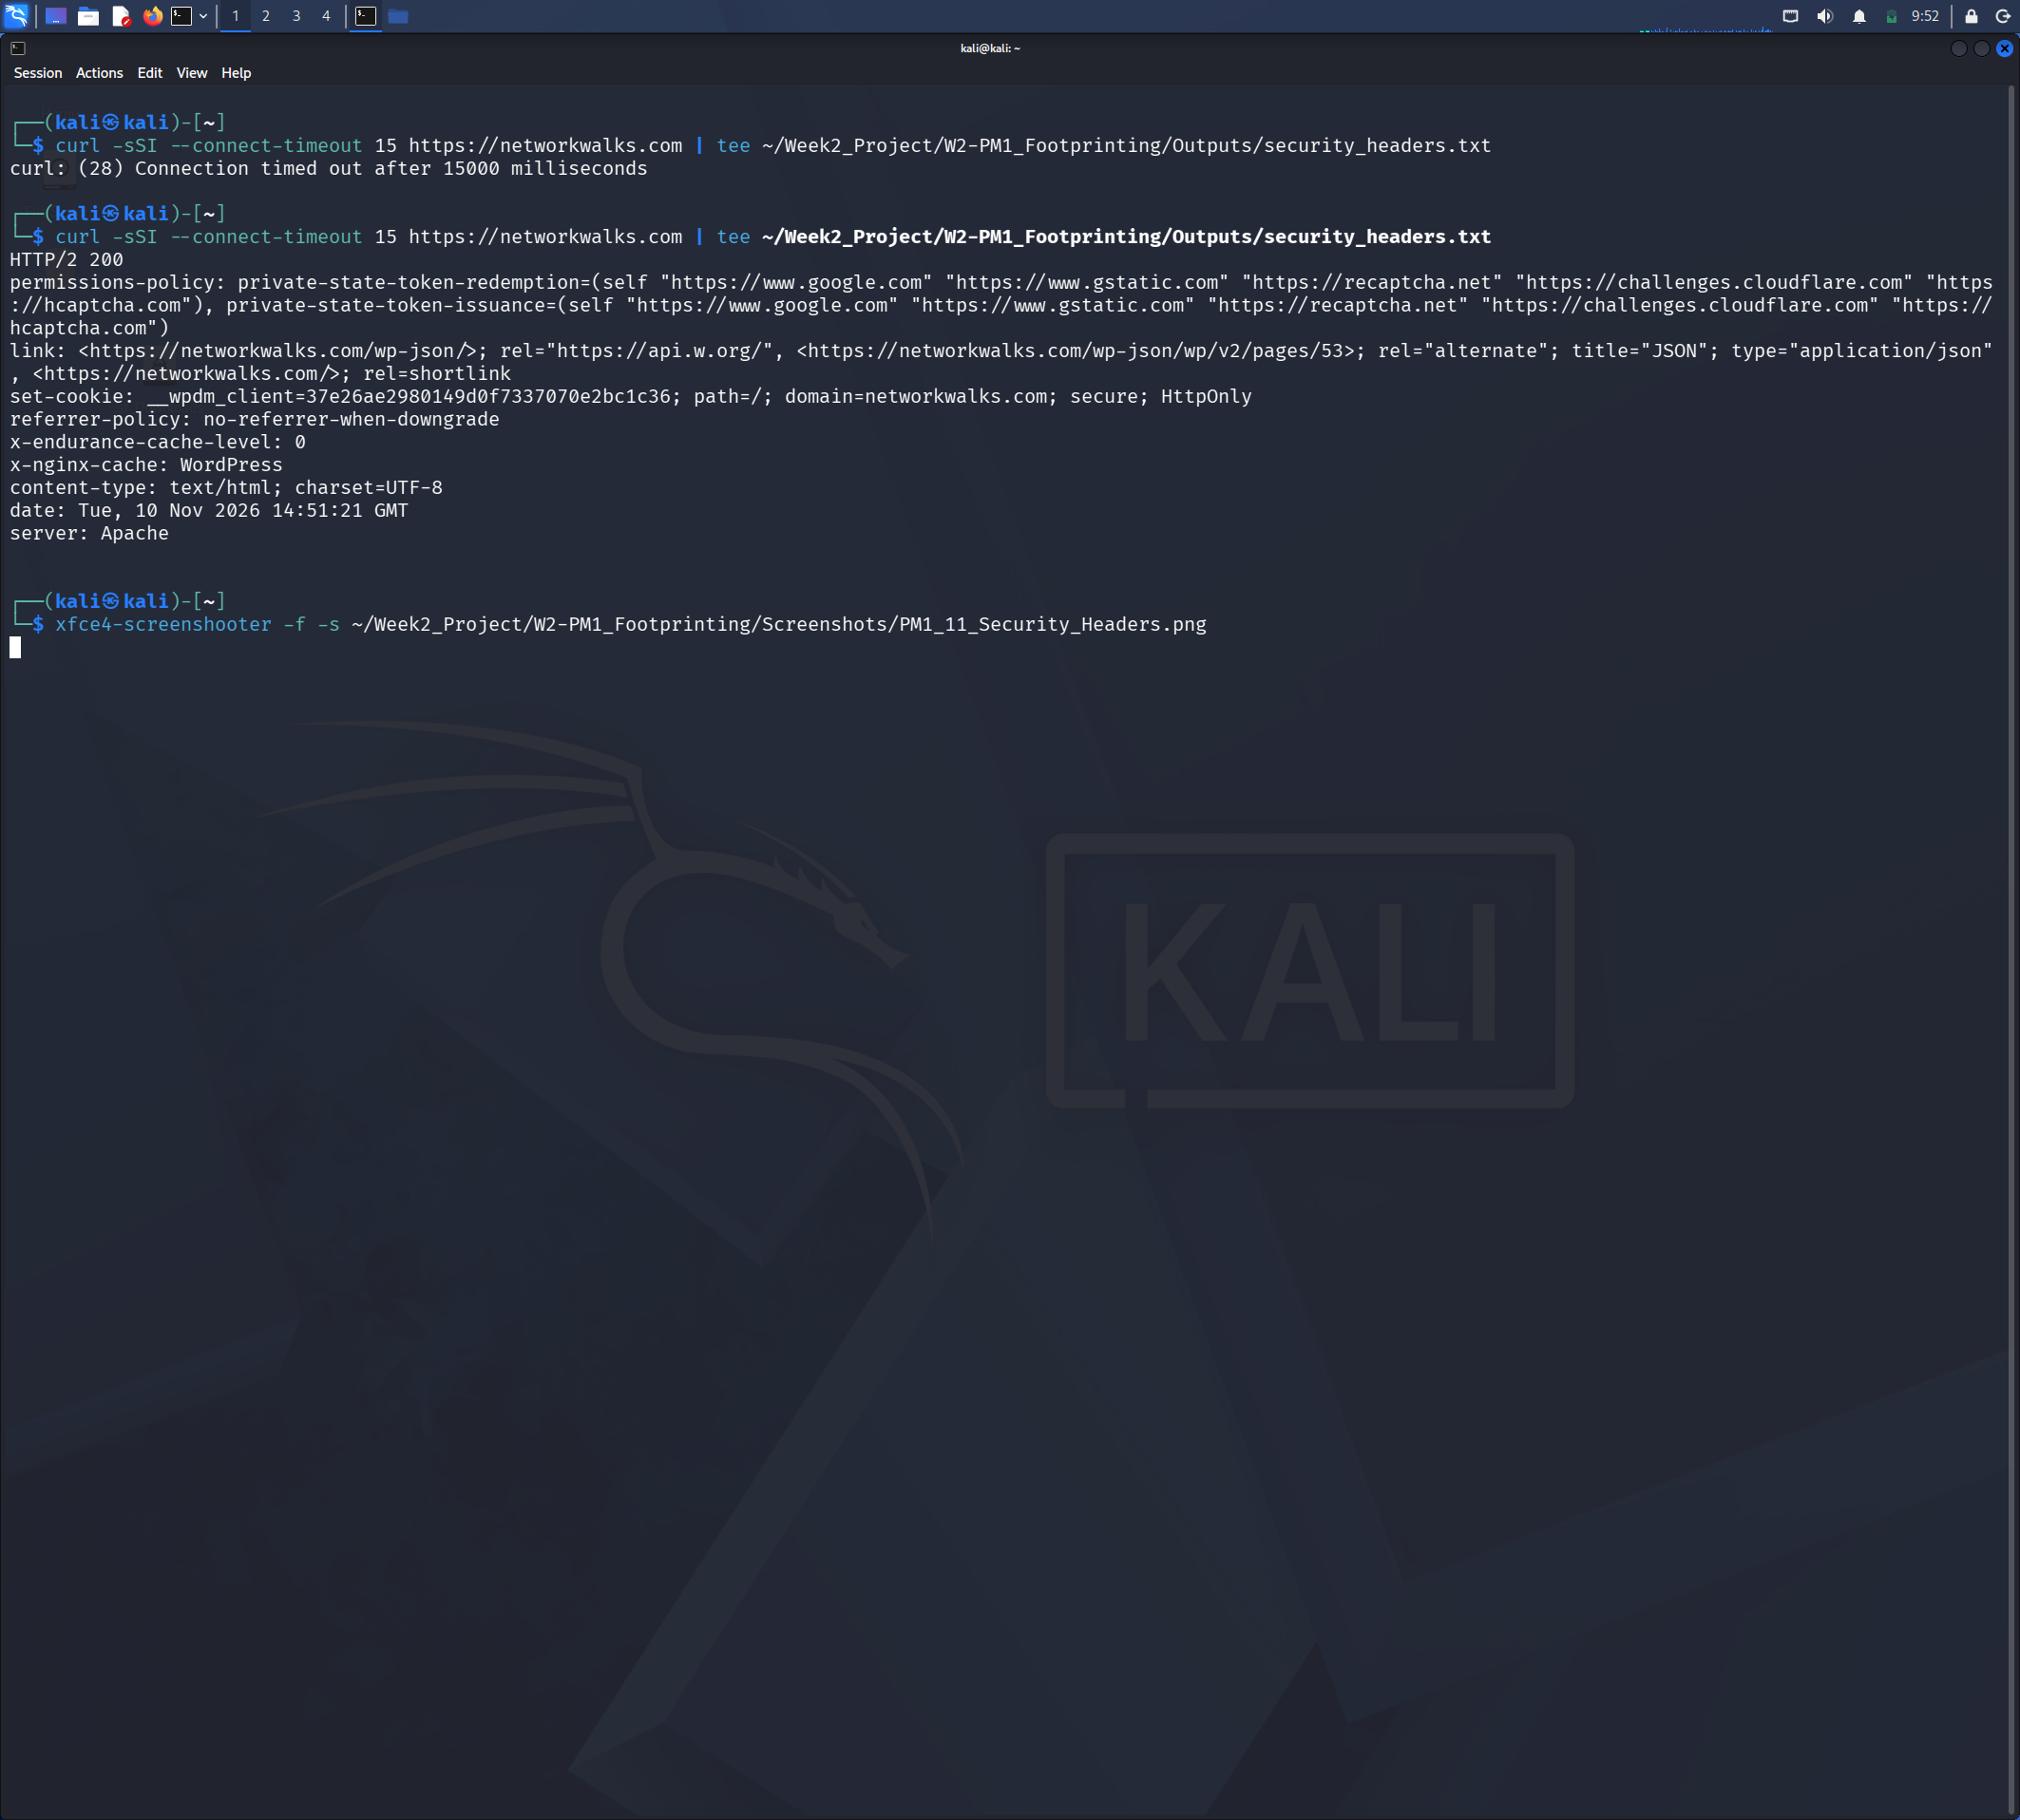 1 2 3 4 9:52
kali@kali: ~
Session Actions Edit View Help
┌──(kali㉿kali)-[~]
└─$ curl -sSI --connect-timeout 15 https://networkwalks.com | tee ~/Week2_Project/W2-PM1_Footprinting/Outputs/security_headers.txt
curl: (28) Connection timed out after 15000 milliseconds
┌──(kali㉿kali)-[~]
└─$ curl -sSI --connect-timeout 15 https://networkwalks.com | tee ~/Week2_Project/W2-PM1_Footprinting/Outputs/security_headers.txt
HTTP/2 200
permissions-policy: private-state-token-redemption=(self "https://www.google.com" "https://www.gstatic.com" "https://recaptcha.net" "https://challenges.cloudflare.com" "https
://hcaptcha.com"), private-state-token-issuance=(self "https://www.google.com" "https://www.gstatic.com" "https://recaptcha.net" "https://challenges.cloudflare.com" "https://
hcaptcha.com")
link: <https://networkwalks.com/wp-json/>; rel="https://api.w.org/", <https://networkwalks.com/wp-json/wp/v2/pages/53>; rel="alternate"; title="JSON"; type="application/json"
, <https://networkwalks.com/>; rel=shortlink
set-cookie: __wpdm_client=37e26ae2980149d0f7337070e2bc1c36; path=/; domain=networkwalks.com; secure; HttpOnly
referrer-policy: no-referrer-when-downgrade
x-endurance-cache-level: 0
x-nginx-cache: WordPress
content-type: text/html; charset=UTF-8
date: Tue, 10 Nov 2026 14:51:21 GMT
server: Apache
┌──(kali㉿kali)-[~]
└─$ xfce4-screenshooter -f -s ~/Week2_Project/W2-PM1_Footprinting/Screenshots/PM1_11_Security_Headers.png
KALI